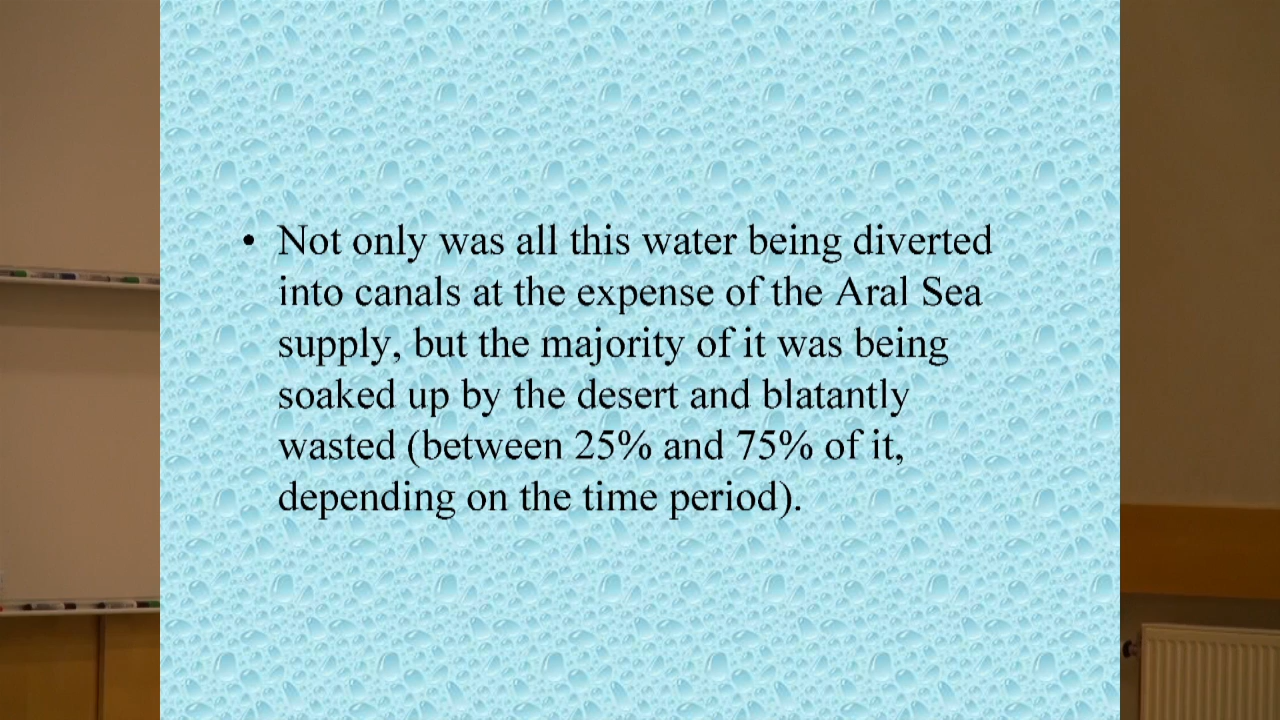 • Not only was all this water being diverted
into canals at the expense of the Aral Sea
supply, but the majority of it was being
soaked up by the desert and blatantly
wasted (between 25% and 75% of it,
depending on the time period).